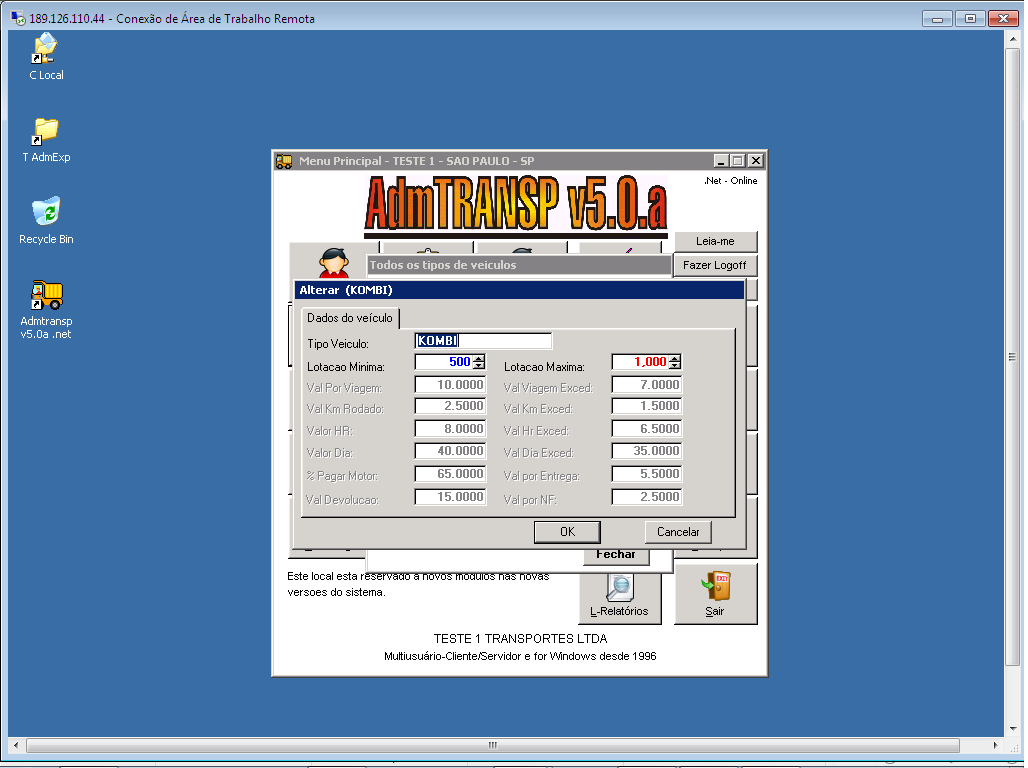 189.126.110.44 - Conexão de Área de Trabalho Remota
C Local
T AdmExp
Recycle Bin
Admtransp
v5.0a .net
Menu Principal - TESTE 1 - SAO PAULO - SP
.Net - Online
AdmTRANSP v5.0.a
Leia-me
Fazer Logoff
Todos os tipos de veiculos
Alterar (KOMBI)
Dados do veículo
Tipo Veiculo: KOMBI
Lotacao Minima: 500 Lotacao Maxima: 1,000
Val Por Viagem: 10.0000 Val Viagem Exced: 7.0000
Val Km Rodado: 2.5000 Val Km Exced: 1.5000
Valor HR: 8.0000 Val Hr Exced: 6.5000
Valor Dia: 40.0000 Val Dia Exced: 35.0000
% Pagar Motor: 65.0000 Val por Entrega: 5.5000
Val Devolucao: 15.0000 Val por NF: 2.5000
OK Cancelar
Fechar
Este local esta reservado a novos modulos nas novas
versoes do sistema.
L-Relatórios
EXIT
Sair
TESTE 1 TRANSPORTES LTDA
Multiusuário-Cliente/Servidor e for Windows desde 1996